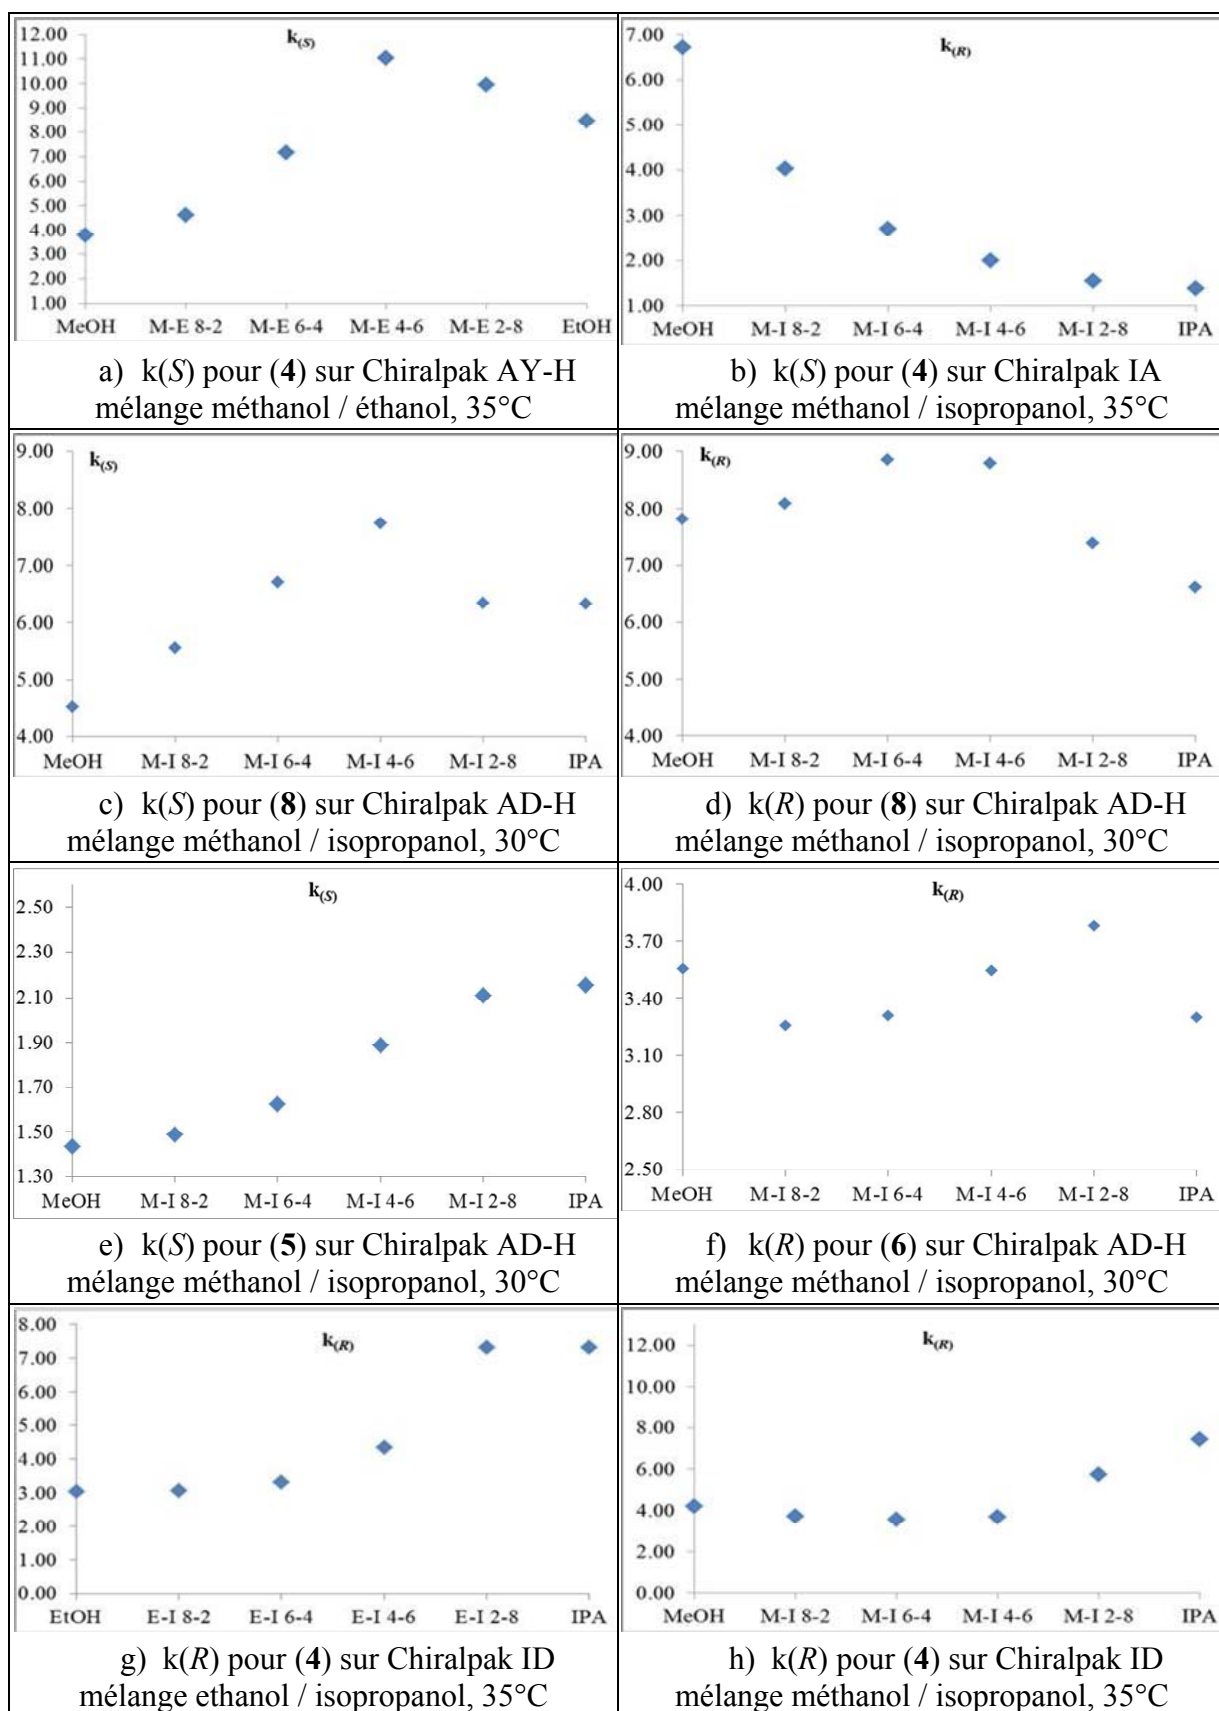 k(S)
12.00
11.00
10.00
9.00
8.00
7.00
6.00
5.00
4.00
3.00
2.00
1.00
MeOH M-E 8-2 M-E 6-4 M-E 4-6 M-E 2-8 EtOH
a) k(S) pour (4) sur Chiralpak AY-H
mélange méthanol / éthanol, 35°C
k(R)
7.00
6.00
5.00
4.00
3.00
2.00
1.00
MeOH M-I 8-2 M-I 6-4 M-I 4-6 M-I 2-8 IPA
b) k(S) pour (4) sur Chiralpak IA
mélange méthanol / isopropanol, 35°C
k(S)
9.00
8.00
7.00
6.00
5.00
4.00
MeOH M-I 8-2 M-I 6-4 M-I 4-6 M-I 2-8 IPA
c) k(S) pour (8) sur Chiralpak AD-H
mélange méthanol / isopropanol, 30°C
k(R)
9.00
8.00
7.00
6.00
5.00
4.00
MeOH M-I 8-2 M-I 6-4 M-I 4-6 M-I 2-8 IPA
d) k(R) pour (8) sur Chiralpak AD-H
mélange méthanol / isopropanol, 30°C
k(S)
2.50
2.30
2.10
1.90
1.70
1.50
1.30
MeOH M-I 8-2 M-I 6-4 M-I 4-6 M-I 2-8 IPA
e) k(S) pour (5) sur Chiralpak AD-H
mélange méthanol / isopropanol, 30°C
k(R)
4.00
3.70
3.40
3.10
2.80
2.50
MeOH M-I 8-2 M-I 6-4 M-I 4-6 M-I 2-8 IPA
f) k(R) pour (6) sur Chiralpak AD-H
mélange méthanol / isopropanol, 30°C
k(R)
8.00
7.00
6.00
5.00
4.00
3.00
2.00
1.00
0.00
EtOH E-I 8-2 E-I 6-4 E-I 4-6 E-I 2-8 IPA
g) k(R) pour (4) sur Chiralpak ID
mélange ethanol / isopropanol, 35°C
k(R)
12.00
10.00
8.00
6.00
4.00
2.00
0.00
MeOH M-I 8-2 M-I 6-4 M-I 4-6 M-I 2-8 IPA
h) k(R) pour (4) sur Chiralpak ID
mélange méthanol / isopropanol, 35°C